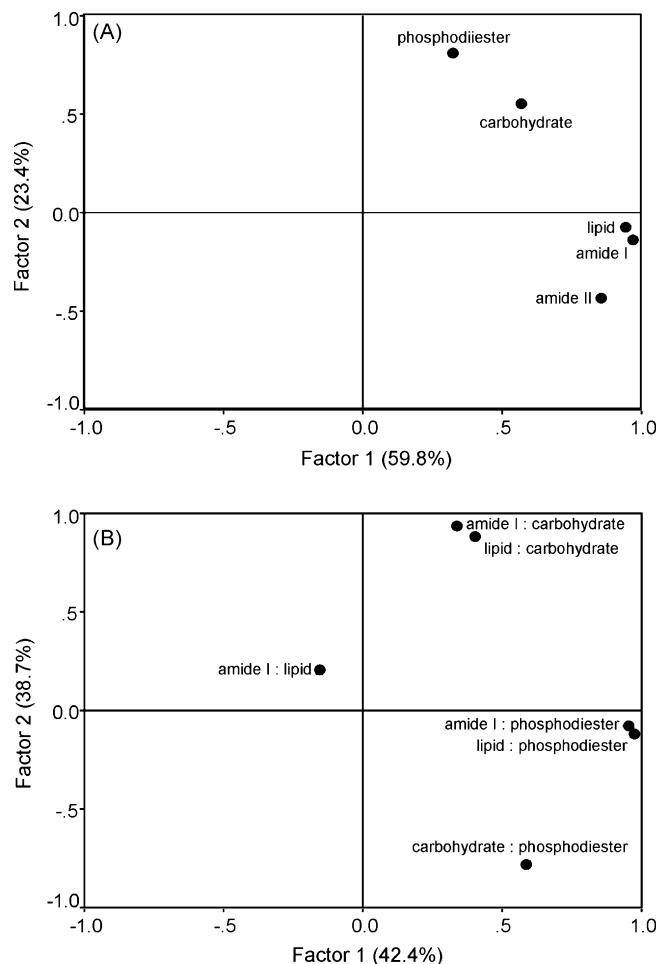 (A)
1.0
phosphodiiester
carbohydrate
.5
0.0
lipid
amide I
amide II
-.5
-1.0
Factor 2 (23.4%)
-1.0 -.5 0.0 .5 1.0
Factor 1 (59.8%)
(B)
1.0
amide I : carbohydrate
lipid : carbohydrate
.5
amide I : lipid
0.0
amide I : phosphodiester
lipid : phosphodiester
-.5
carbohydrate : phosphodiester
-1.0
Factor 2 (38.7%)
-1.0 -.5 0.0 .5 1.0
Factor 1 (42.4%)